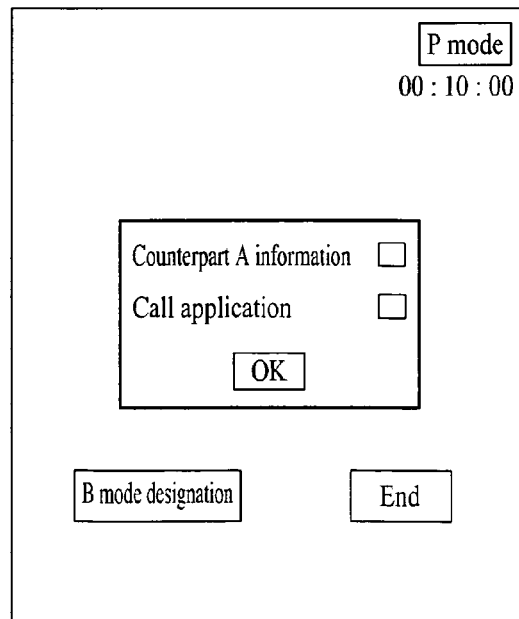 P mode
00 : 10 : 00
Counterpart A information
Call application
OK
B mode designation
End